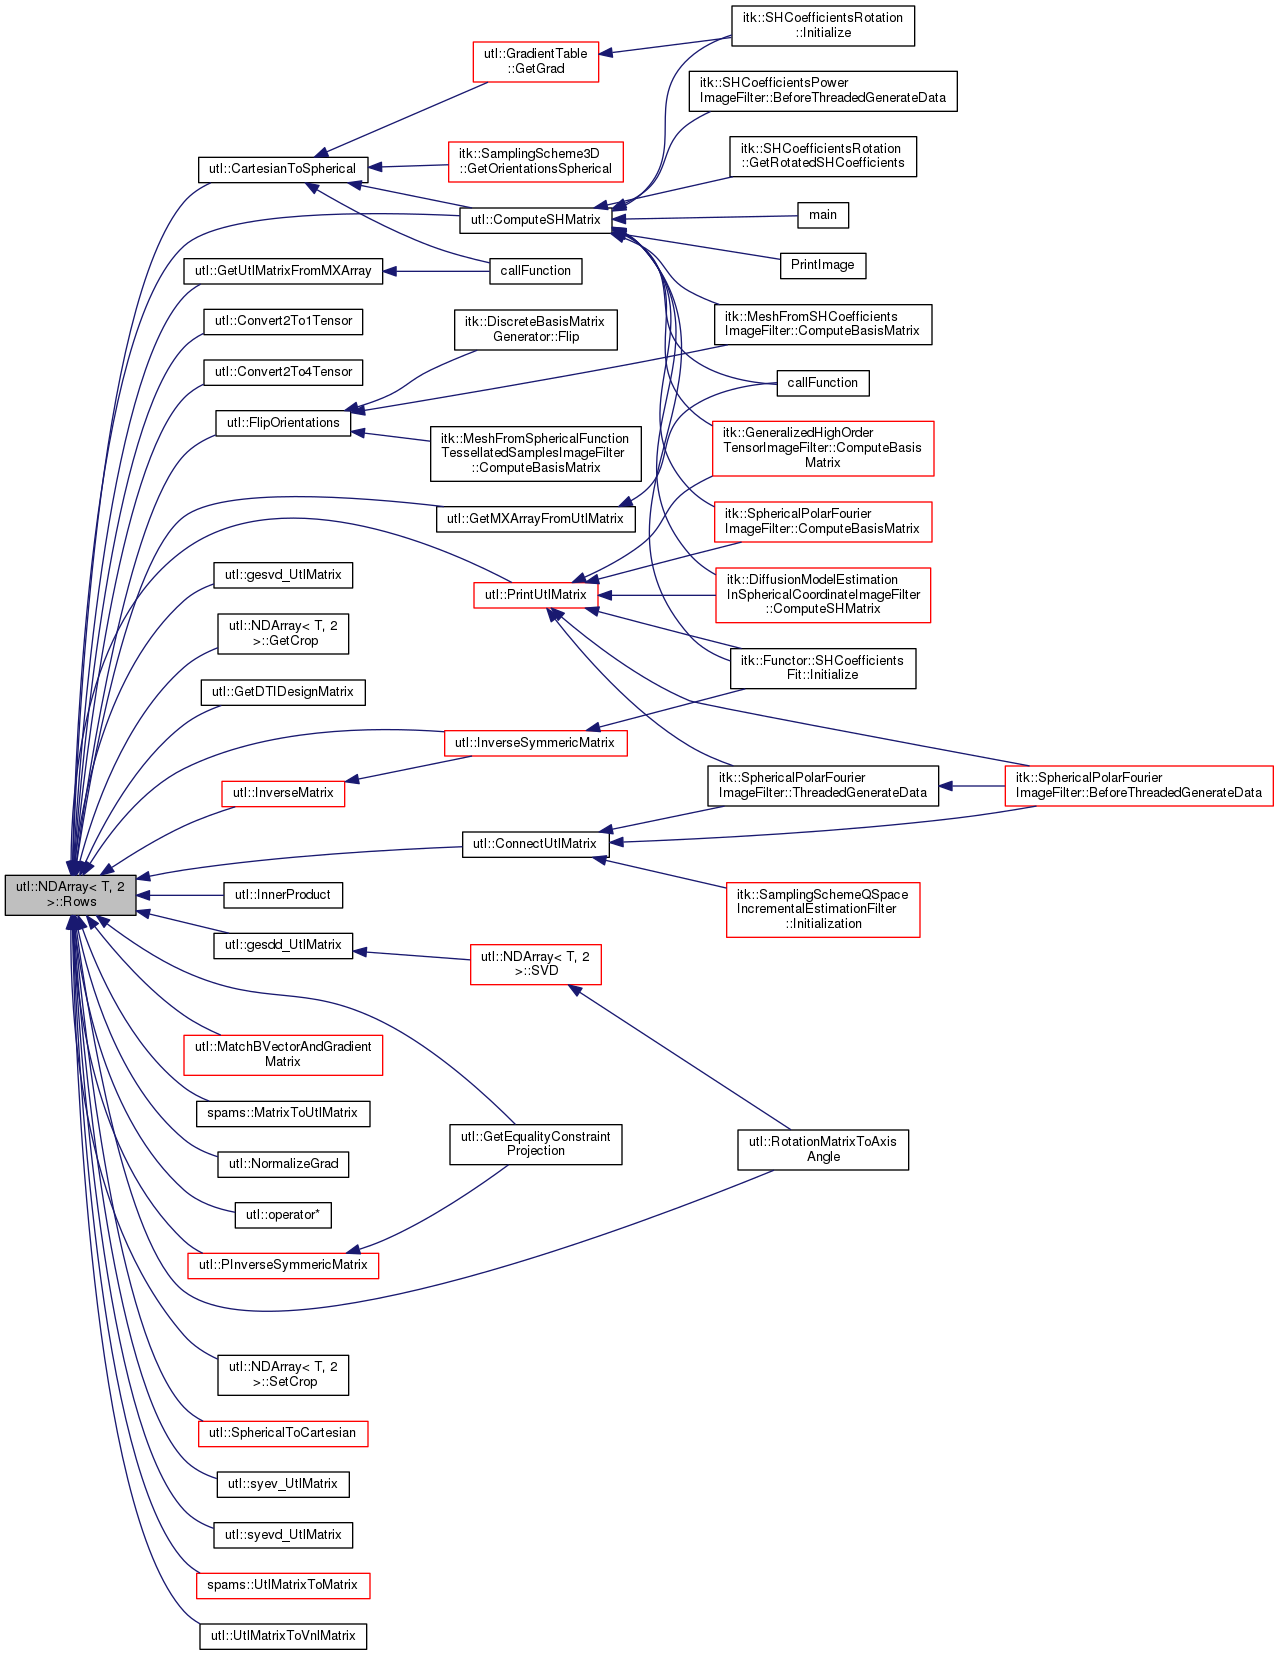 itk::SHCoefficientsRotation
::Initialize
utl::GradientTable
::GetGrad
itk::SHCoefficientsPower
ImageFilter::BeforeThreadedGenerateData
itk::SHCoefficientsRotation
::GetRotatedSHCoefficients
itk::SamplingScheme3D
::GetOrientationsSpherical
utl::CartesianToSpherical
utl::ComputeSHMatrix
main
PrintImage
utl::GetUtlMatrixFromMXArray
callFunction
utl::Convert2To1Tensor
itk::DiscreteBasisMatrix
Generator::Flip
itk::MeshFromSHCoefficients
ImageFilter::ComputeBasisMatrix
utl::Convert2To4Tensor
callFunction
utl::FlipOrientations
itk::MeshFromSphericalFunction
TessellatedSamplesImageFilter
::ComputeBasisMatrix
itk::GeneralizedHighOrder
TensorImageFilter::ComputeBasis
Matrix
utl::GetMXArrayFromUtlMatrix
itk::SphericalPolarFourier
ImageFilter::ComputeBasisMatrix
utl::gesvd_UtlMatrix
utl::PrintUtlMatrix
itk::DiffusionModelEstimation
InSphericalCoordinateImageFilter
::ComputeSHMatrix
utl::NDArray< T, 2
>::GetCrop
itk::Functor::SHCoefficients
Fit::Initialize
utl::GetDTIDesignMatrix
utl::InverseSymmericMatrix
utl::InverseMatrix
itk::SphericalPolarFourier
ImageFilter::ThreadedGenerateData
itk::SphericalPolarFourier
ImageFilter::BeforeThreadedGenerateData
utl::ConnectUtlMatrix
utl::NDArray< T, 2
>::Rows
utl::InnerProduct
itk::SamplingSchemeQSpace
IncrementalEstimationFilter
::Initialization
utl::gesdd_UtlMatrix
utl::NDArray< T, 2
>::SVD
utl::MatchBVectorAndGradient
Matrix
spams::MatrixToUtlMatrix
utl::GetEqualityConstraint
Projection
utl::RotationMatrixToAxis
Angle
utl::NormalizeGrad
utl::operator*
utl::PInverseSymmericMatrix
utl::NDArray< T, 2
>::SetCrop
utl::SphericalToCartesian
utl::syev_UtlMatrix
utl::syevd_UtlMatrix
spams::UtlMatrixToMatrix
utl::UtlMatrixToVnlMatrix